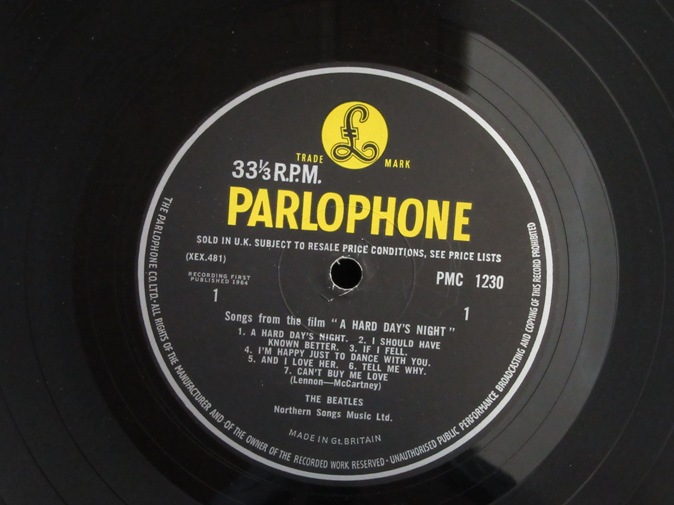 £
TRADE MARK
33⅓ R.P.M.
PARLOPHONE
SOLD IN U.K. SUBJECT TO RESALE PRICE CONDITIONS, SEE PRICE LISTS
(XEX.481)
PMC 1230
RECORDING FIRST
PUBLISHED 1964
1
1
Songs from the film "A HARD DAY'S NIGHT"
1. A HARD DAY'S NIGHT. 2. I SHOULD HAVE
KNOWN BETTER. 3. IF I FELL.
4. I'M HAPPY JUST TO DANCE WITH YOU.
5. AND I LOVE HER. 6. TELL ME WHY.
7. CAN'T BUY ME LOVE
(Lennon—McCartney)
THE BEATLES
Northern Songs Music Ltd.
MADE IN Gt. BRITAIN
THE PARLOPHONE CO. LTD.- ALL RIGHTS OF THE MANUFACTURER AND OF THE OWNER OF THE RECORDED WORK RESERVED - UNAUTHORISED PUBLIC PERFORMANCE BROADCASTING AND COPYING OF THIS RECORD PROHIBITED